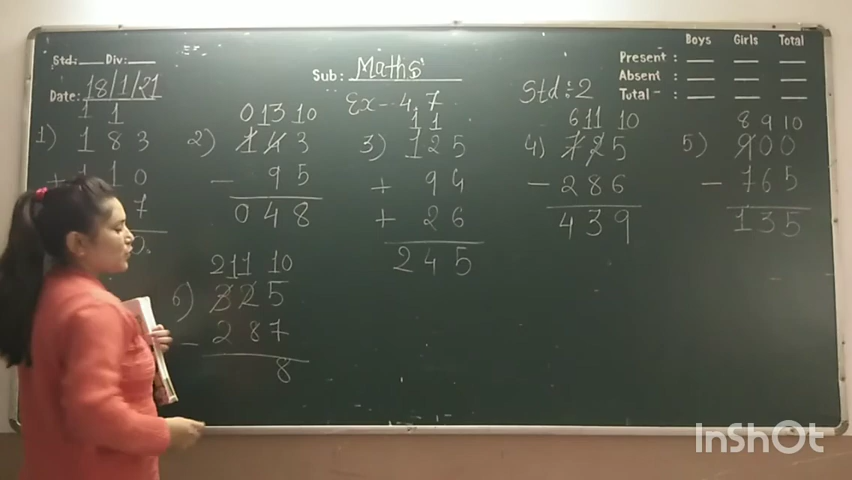 Boys Girls Total
Std: Div:
Present :
Absent :
Total :
Sub: Maths
Date: 18/1/21
Ex - 4.7
Std :- 2
1 1
1) 1 8 3
+ 1 1 0
7
0 13 10
2) 1 4 3
- 9 5
0 4 8
1 1
3) 1 2 5
+ 9 4
+ 2 6
2 4 5
6 11 10
4) 7 2 5
- 2 8 6
4 3 9
8 9 10
5) 9 0 0
- 7 6 5
1 3 5
2 11 10
6) 3 2 5
- 2 8 7
8
InShOt